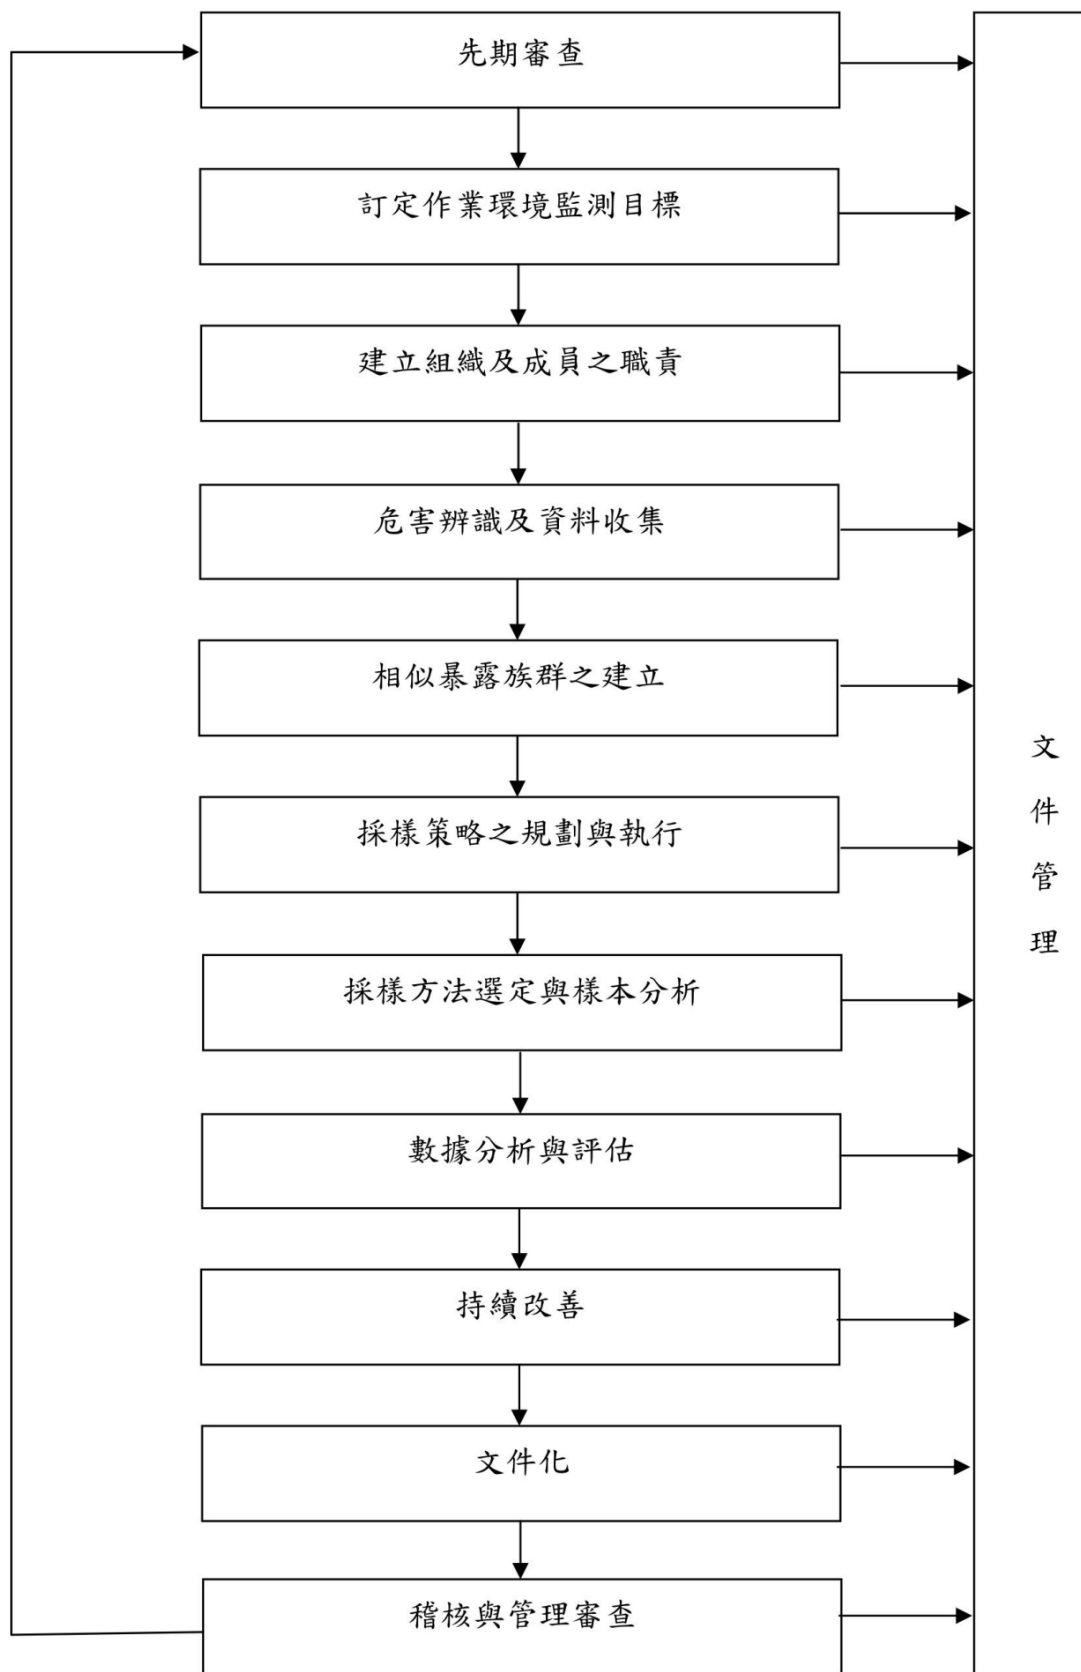 先期審查
訂定作業環境監測目標
建立組織及成員之職責
危害辨識及資料收集
相似暴露族群之建立
採樣策略之規劃與執行
採樣方法選定與樣本分析
數據分析與評估
持續改善
文件化
稽核與管理審查
文件管理